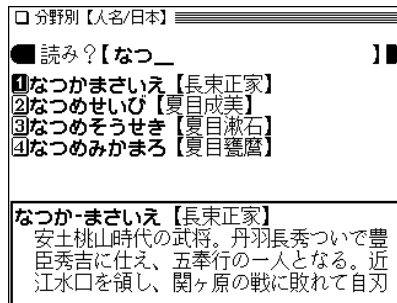 分野別【人名/日本】
読み？【なつ＿ 】
1なつかまさいえ【長束正家】
2なつめせいび【夏目成美】
3なつめそうせき【夏目漱石】
4なつめみかまろ【夏目甕麿】
なつか-まさいえ【長束正家】
安土桃山時代の武将。丹羽長秀ついで豊
臣秀吉に仕え、五奉行の一人となる。近
江水口を領し、関ヶ原の戦に敗れて自刃